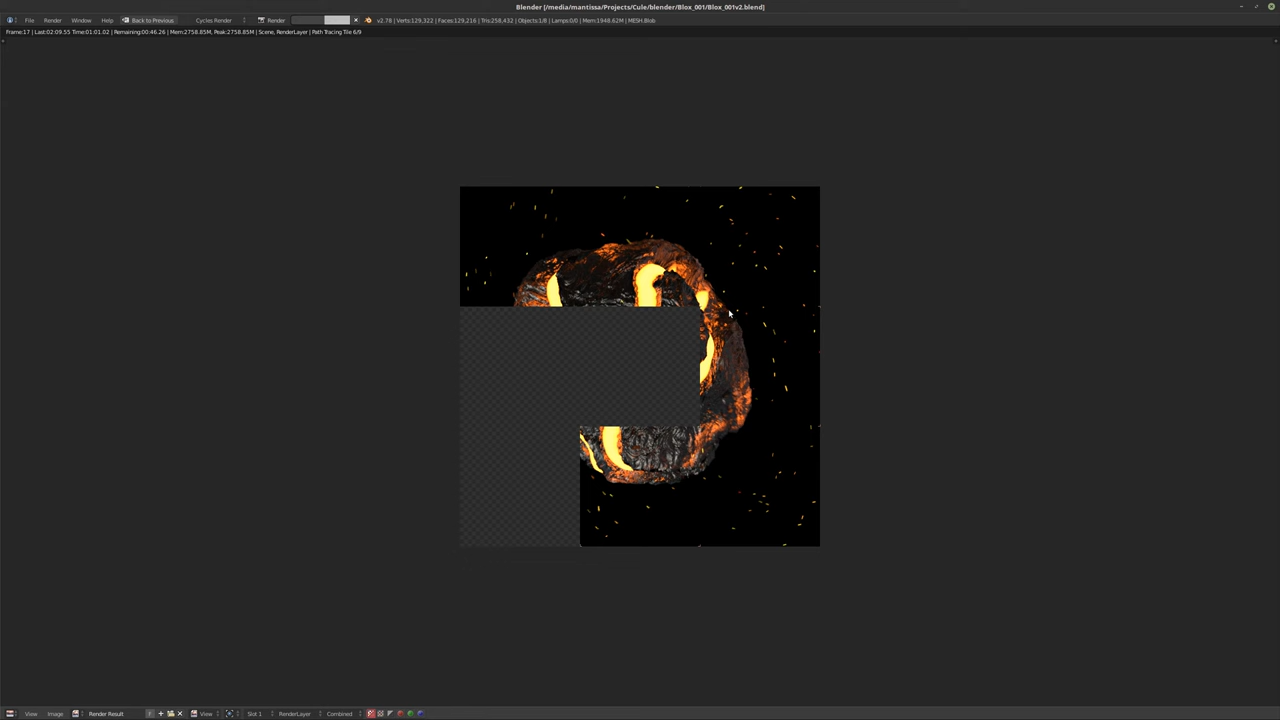 Blender [/media/mantissa/Projects/Cule/blender/Blox_001/Blox_001v2.blend]
File Render Window Help Back to Previous Cycles Render Render v2.78 | Verts:129,322 | Faces:129,216 | Tris:258,432 | Objects:1/8 | Lamps:0/0 | Mem:1948.62M | MESH.Blob
Frame:17 | Last:02:09.55 Time:01:01.02 | Remaining:00:46.26 | Mem:2758.85M, Peak:2758.85M | Scene, RenderLayer | Path Tracing Tile 6/9
View Image Render Result F View Slot 1 RenderLayer Combined